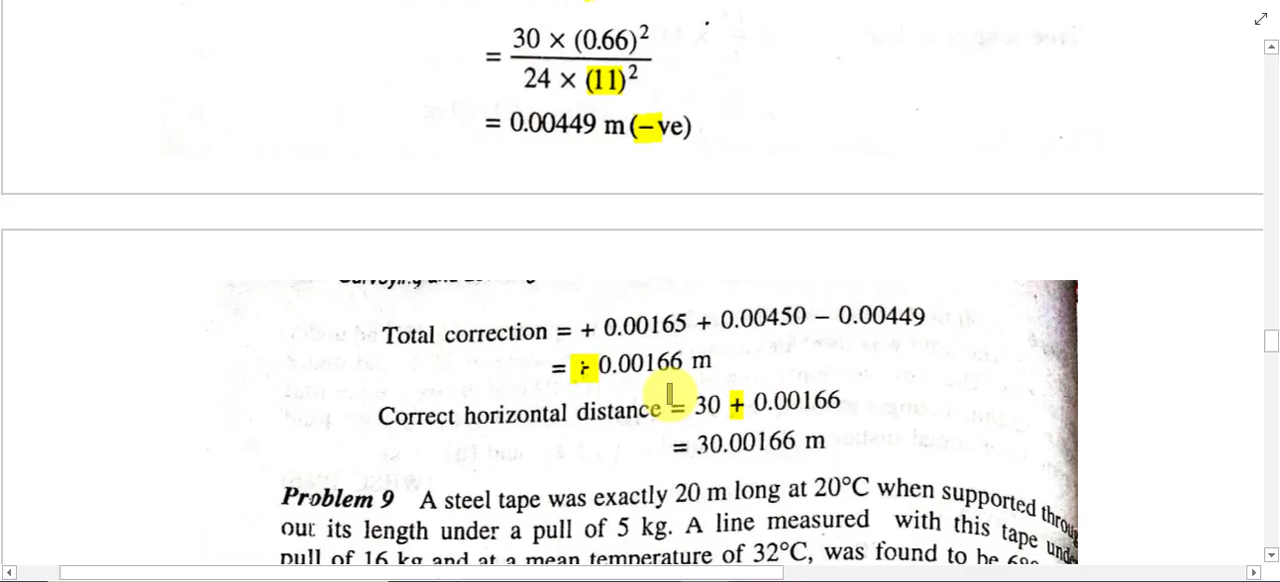 = 30 × (0.66)² / 24 × (11)²
= 0.00449 m (−ve)
Total correction = + 0.00165 + 0.00450 − 0.00449
= + 0.00166 m
Correct horizontal distance = 30 + 0.00166
= 30.00166 m
Problem 9 A steel tape was exactly 20 m long at 20°C when supported throug
out its length under a pull of 5 kg. A line measured with this tape unde
pull of 16 kg and at a mean temperature of 32°C, was found to be